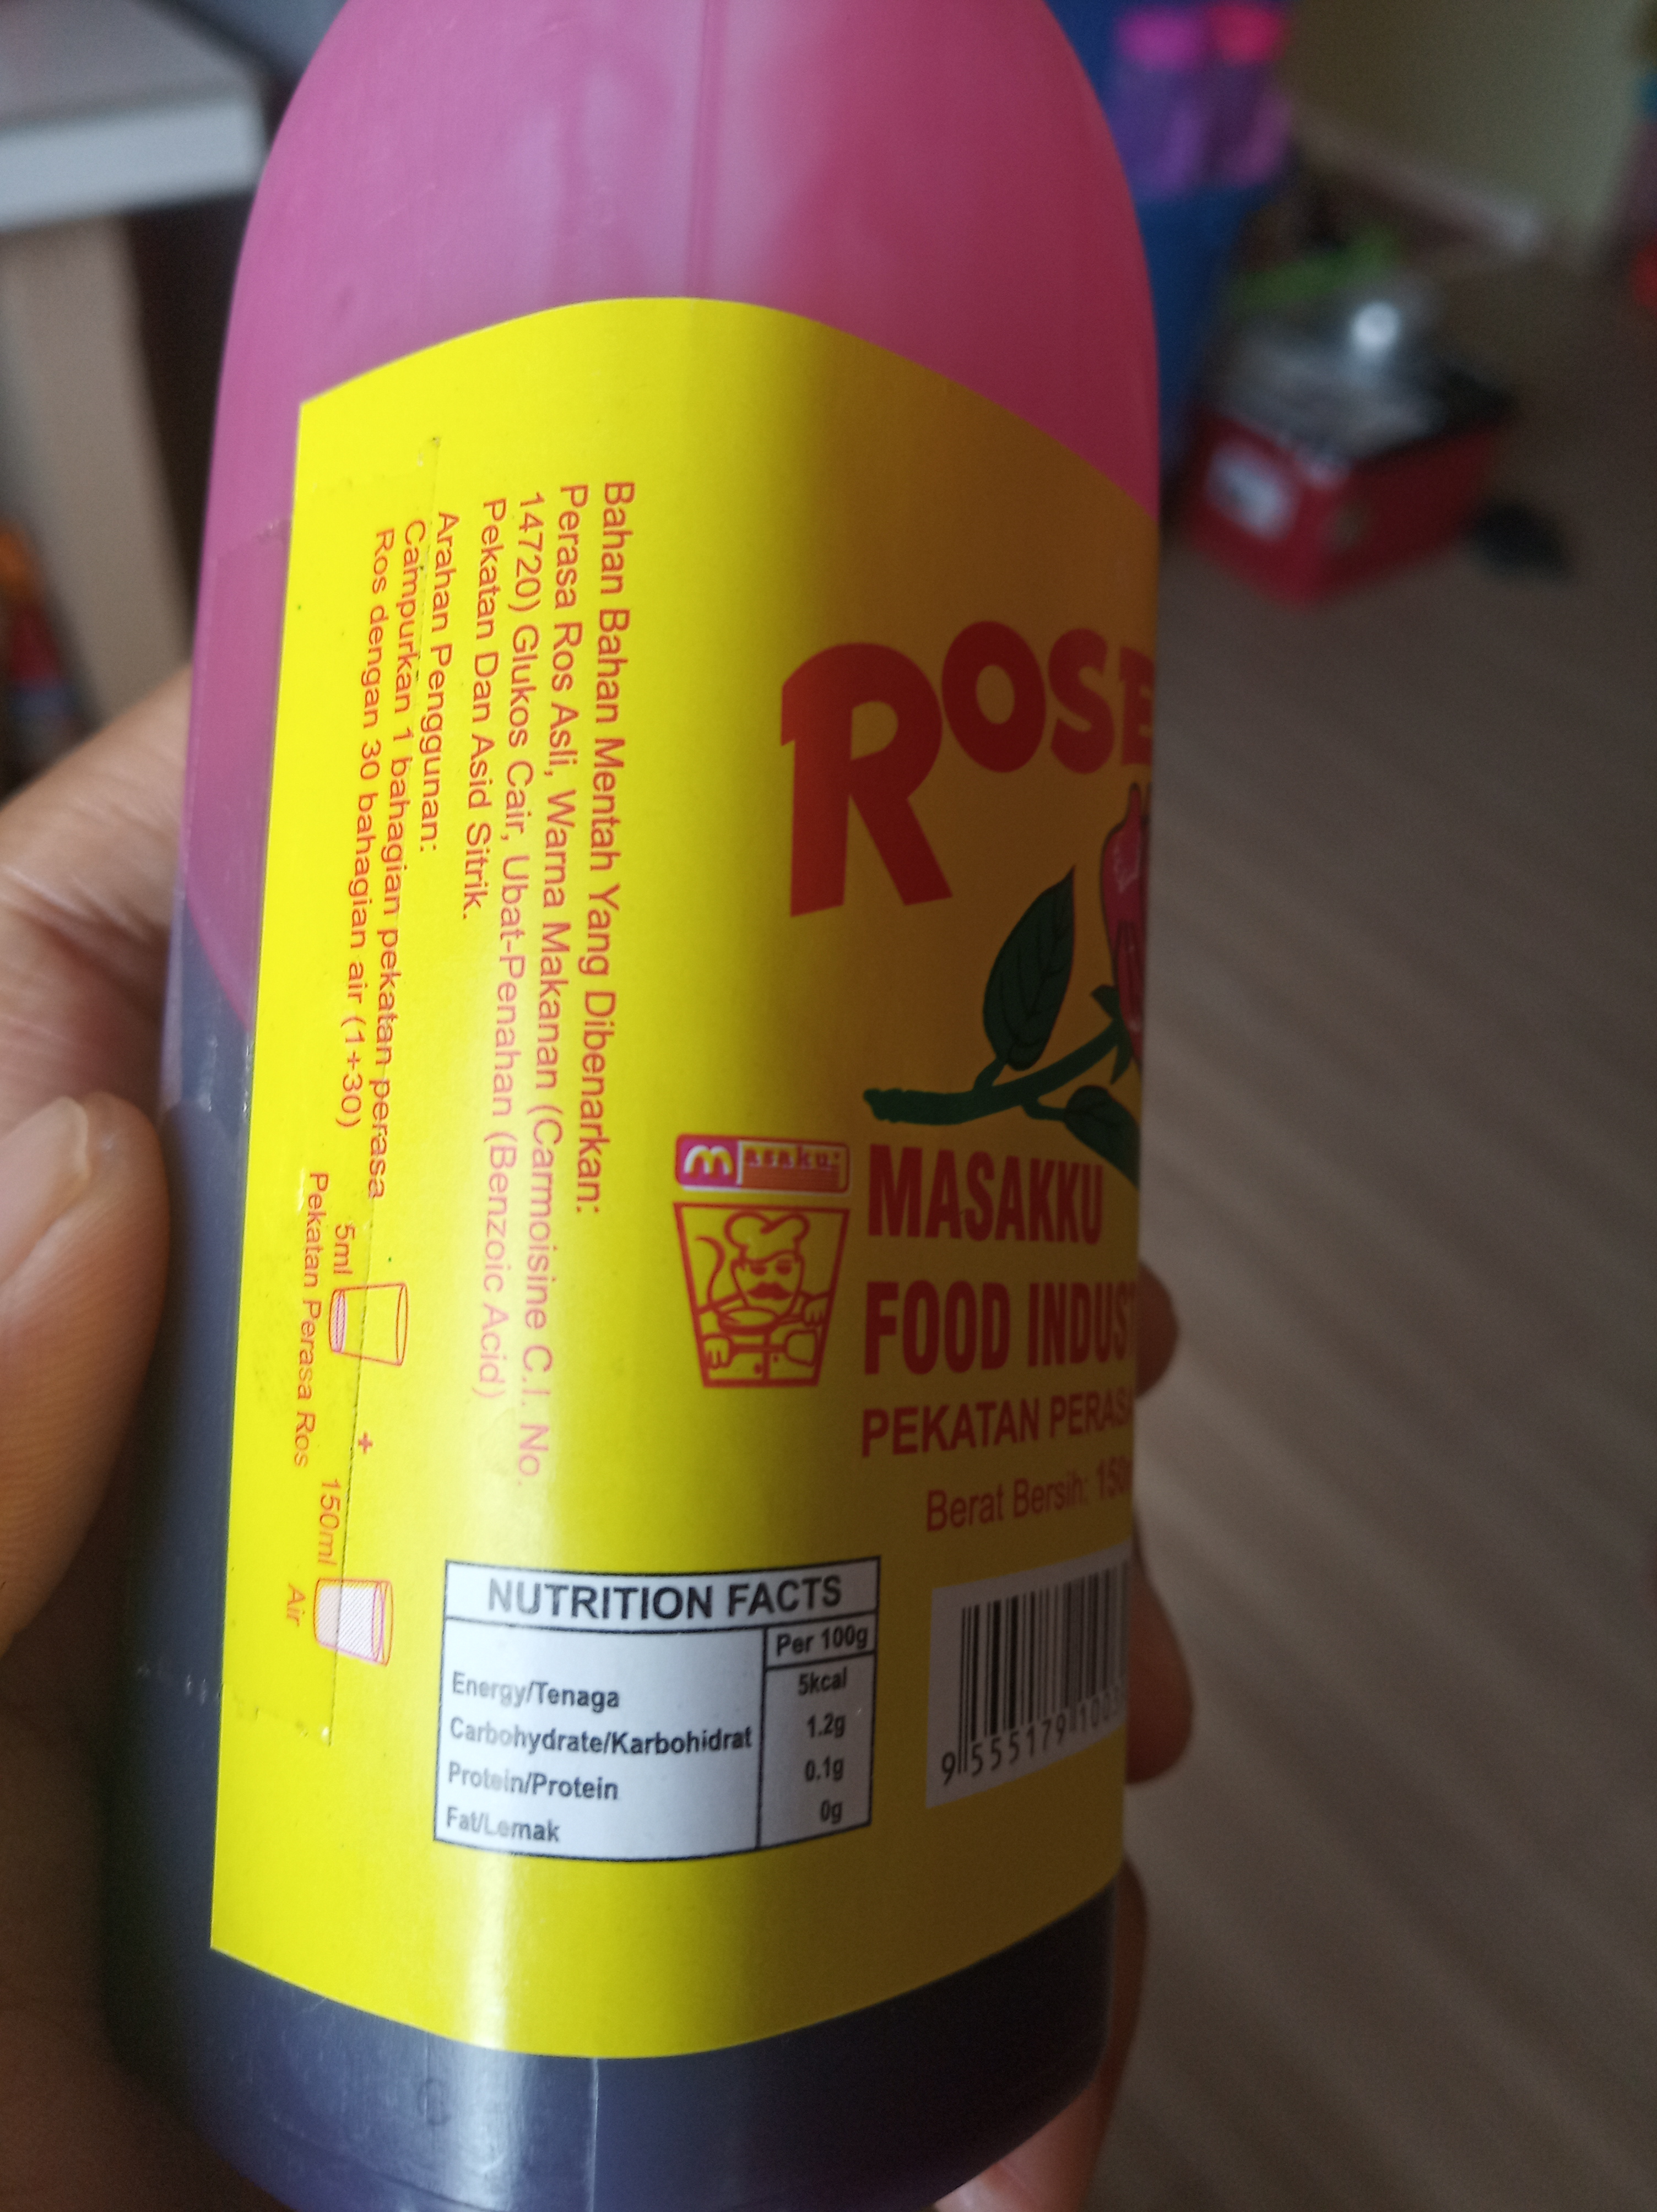 ROSE
MASAKKU
FOOD
PEKATAN
Berat Bersih:
Bahan Bahan Mentah Yang Dibenarkan:
Perasa Ros Asli, Warna Makanan (Carmoisine C.I. No.
14720) Glukos Cair, Ubat-Penahan (Benzoic Acid)
Pekatan Dan Asid Sitrik.
Arahan Penggunan:
Campurkan 1 bahagian pekatan perasa
Ros dengan 30 bahagian air (1+30)
5ml + 150ml
Pekatan Perasa Ros Air
NUTRITION FACTS
Per 100g
Energy/Tenaga 5kcal
Carbohydrate/Karbohidrat 1.2g
Protein/Protein 0.1g
Fat/Lemak 0g